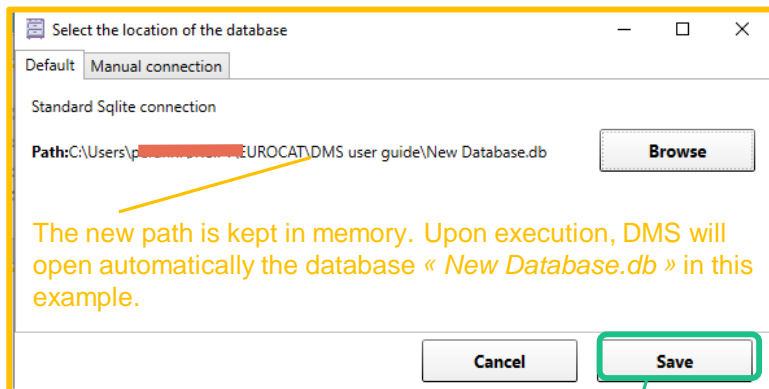 Select the location of the database
Default Manual connection
Standard Sqlite connection
Path:C:\Users\p EUROCAT\DMS user guide\New Database.db Browse
The new path is kept in memory. Upon execution, DMS will
open automatically the database « New Database.db » in this
example.
Cancel Save